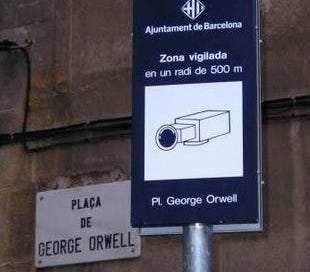 Ajuntament de Barcelona
Zona vigilada
en un radi de 500 m
Pl. George Orwell
PLAÇA
DE
GEORGE ORWELL